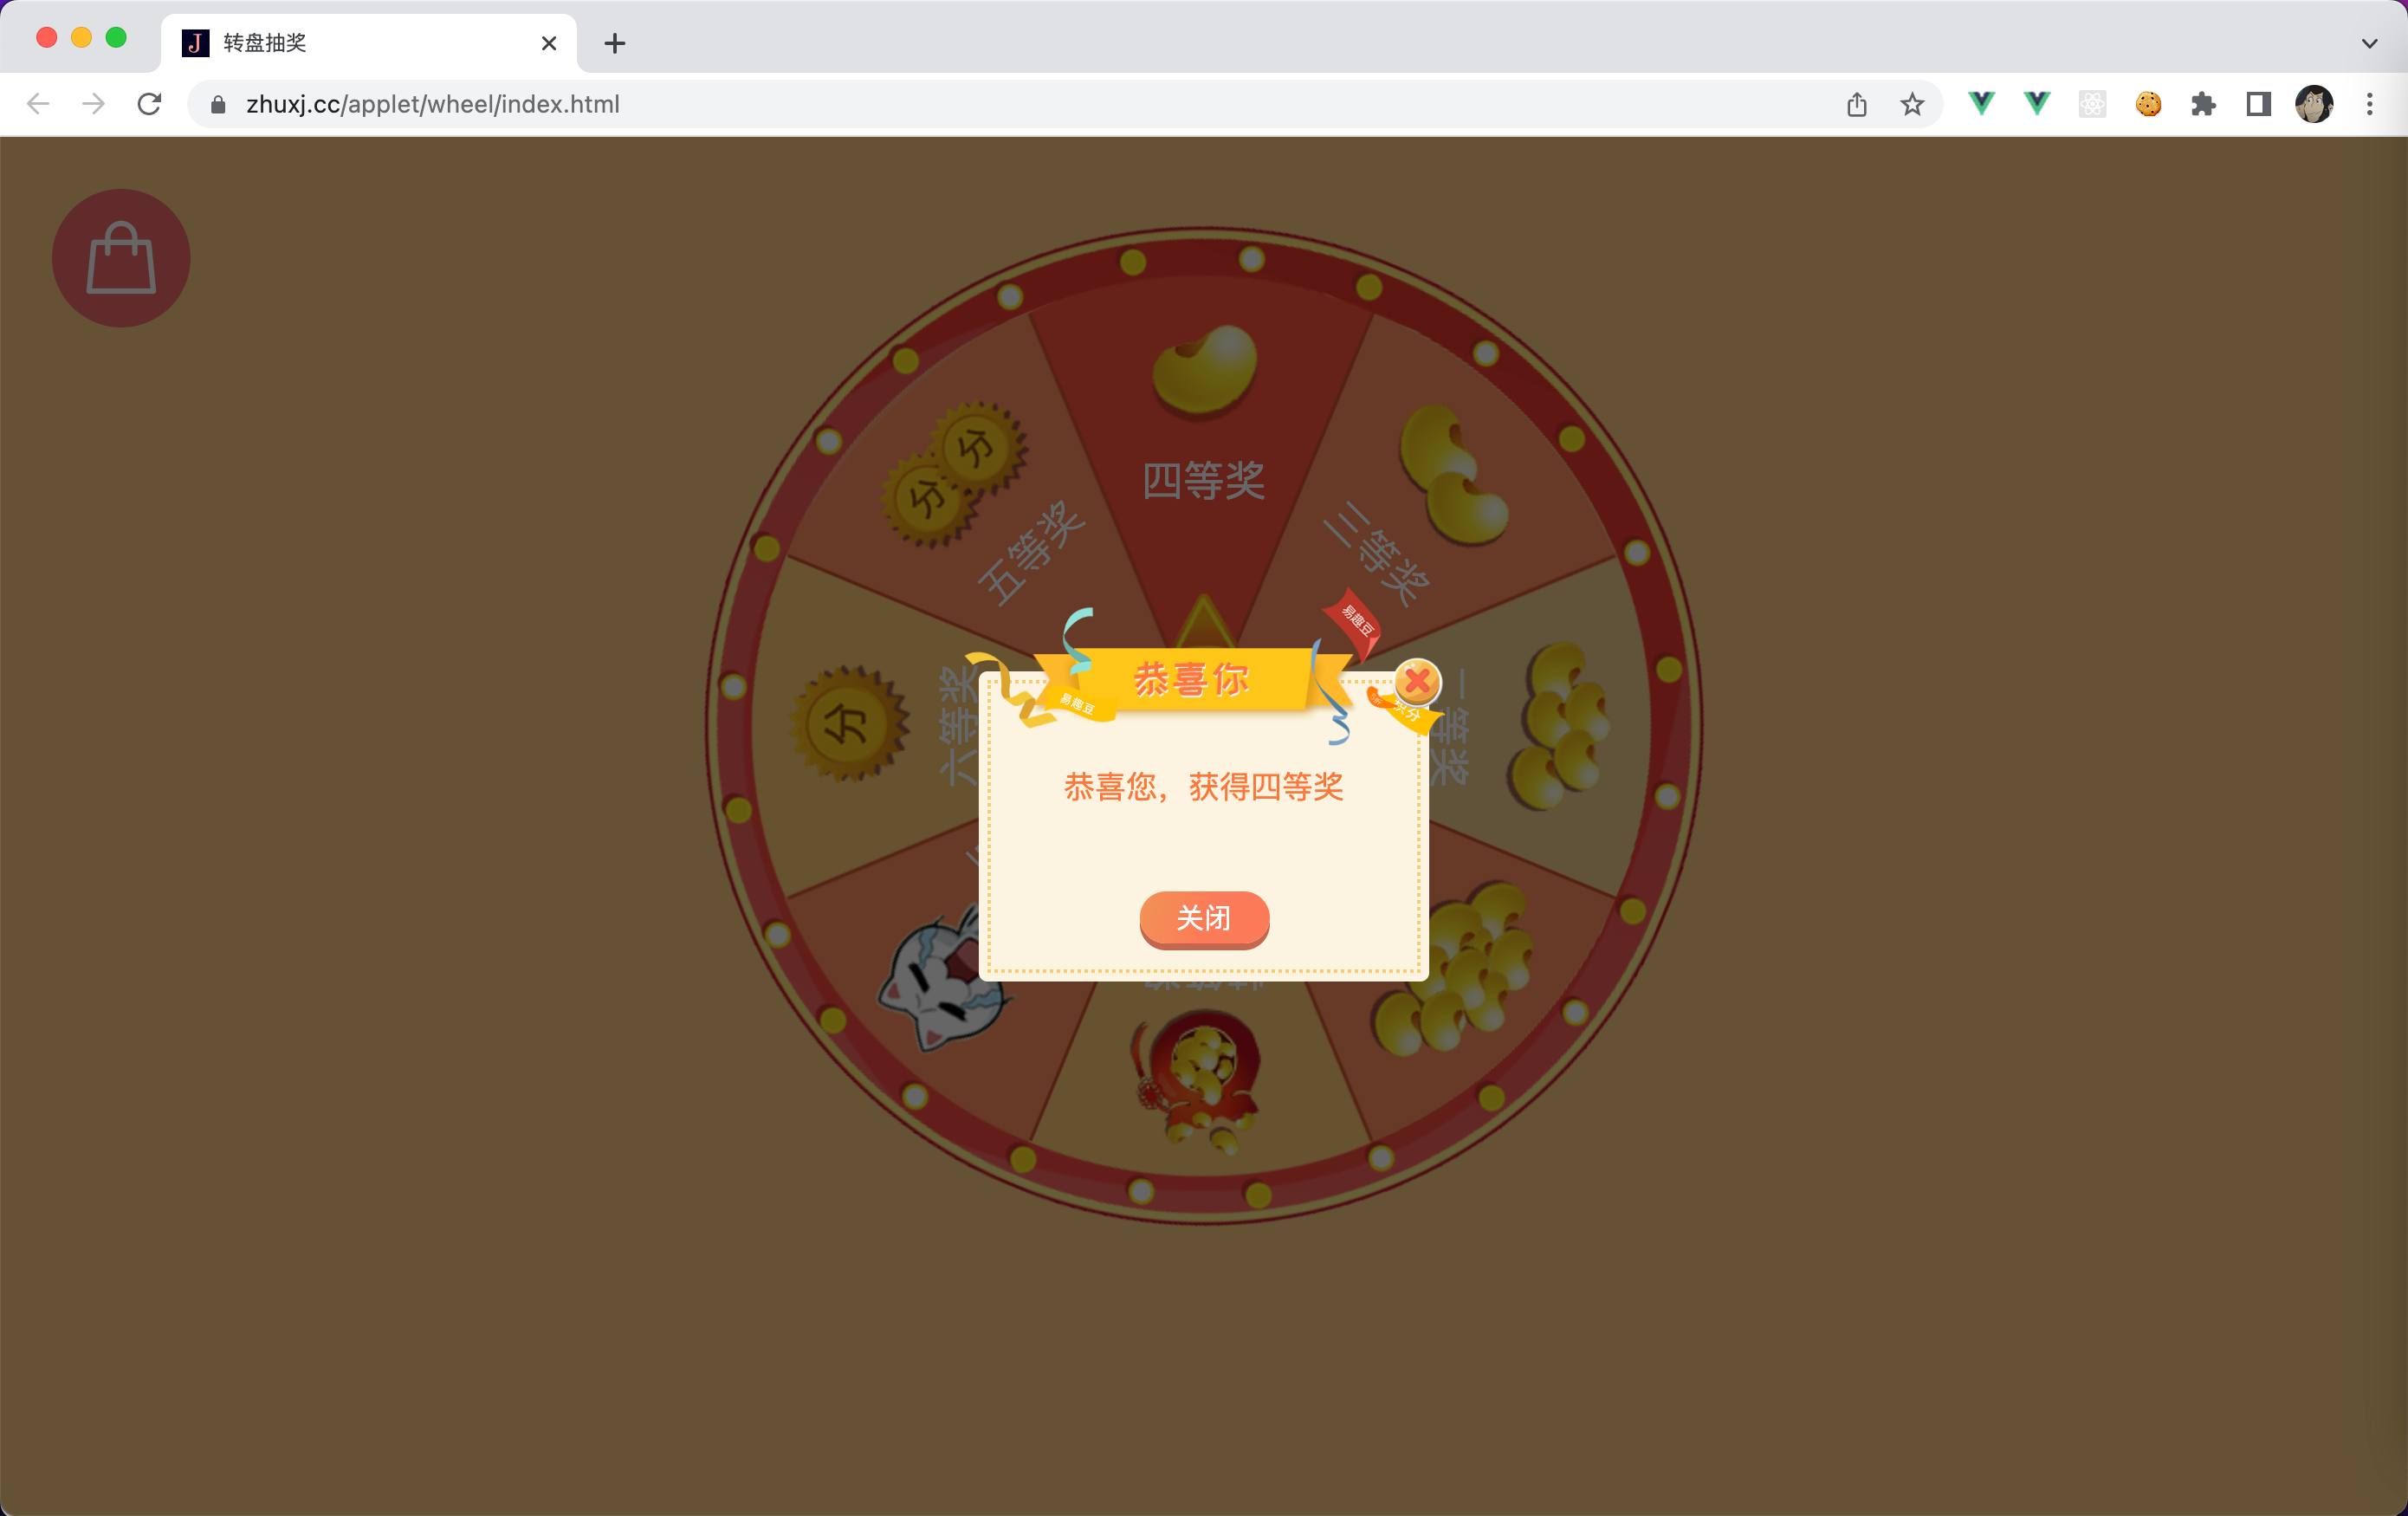 转盘抽奖
zhuxj.cc/applet/wheel/index.html
四等奖
五等奖
三等奖
分
分
六等奖
分
等奖
易趣豆
恭喜你
易趣豆
积分
恭喜您，获得四等奖
关闭